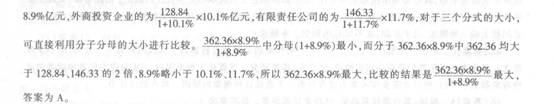 8.9%亿元,外商投资企业的为$\frac{128.84}{1+10.1\%}$×10.1%亿元,有限责任公司的为$\frac{146.33}{1+11.7\%}$×11.7%,对于三个分式的大小,
可直接利用分子分母的大小进行比较。$\frac{362.36×8.9\%}{1+8.9\%}$中分母(1+8.9%)最小,而分子 362.36×8.9%中 362.36 均大
于 128.84、146.33 的 2 倍,8.9%略小于 10.1%、11.7%,所以 362.36×8.9%最大,比较的结果是$\frac{362.36×8.9\%}{1+8.9\%}$最大,
答案为 A。